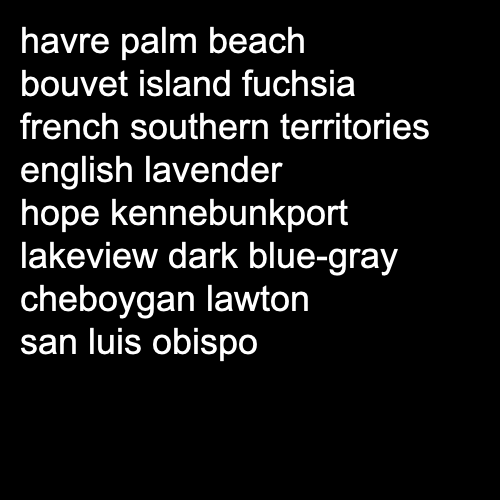 havre palm beach
bouvet island fuchsia
french southern territories
english lavender
hope kennebunkport
lakeview dark blue-gray
cheboygan lawton
san luis obispo